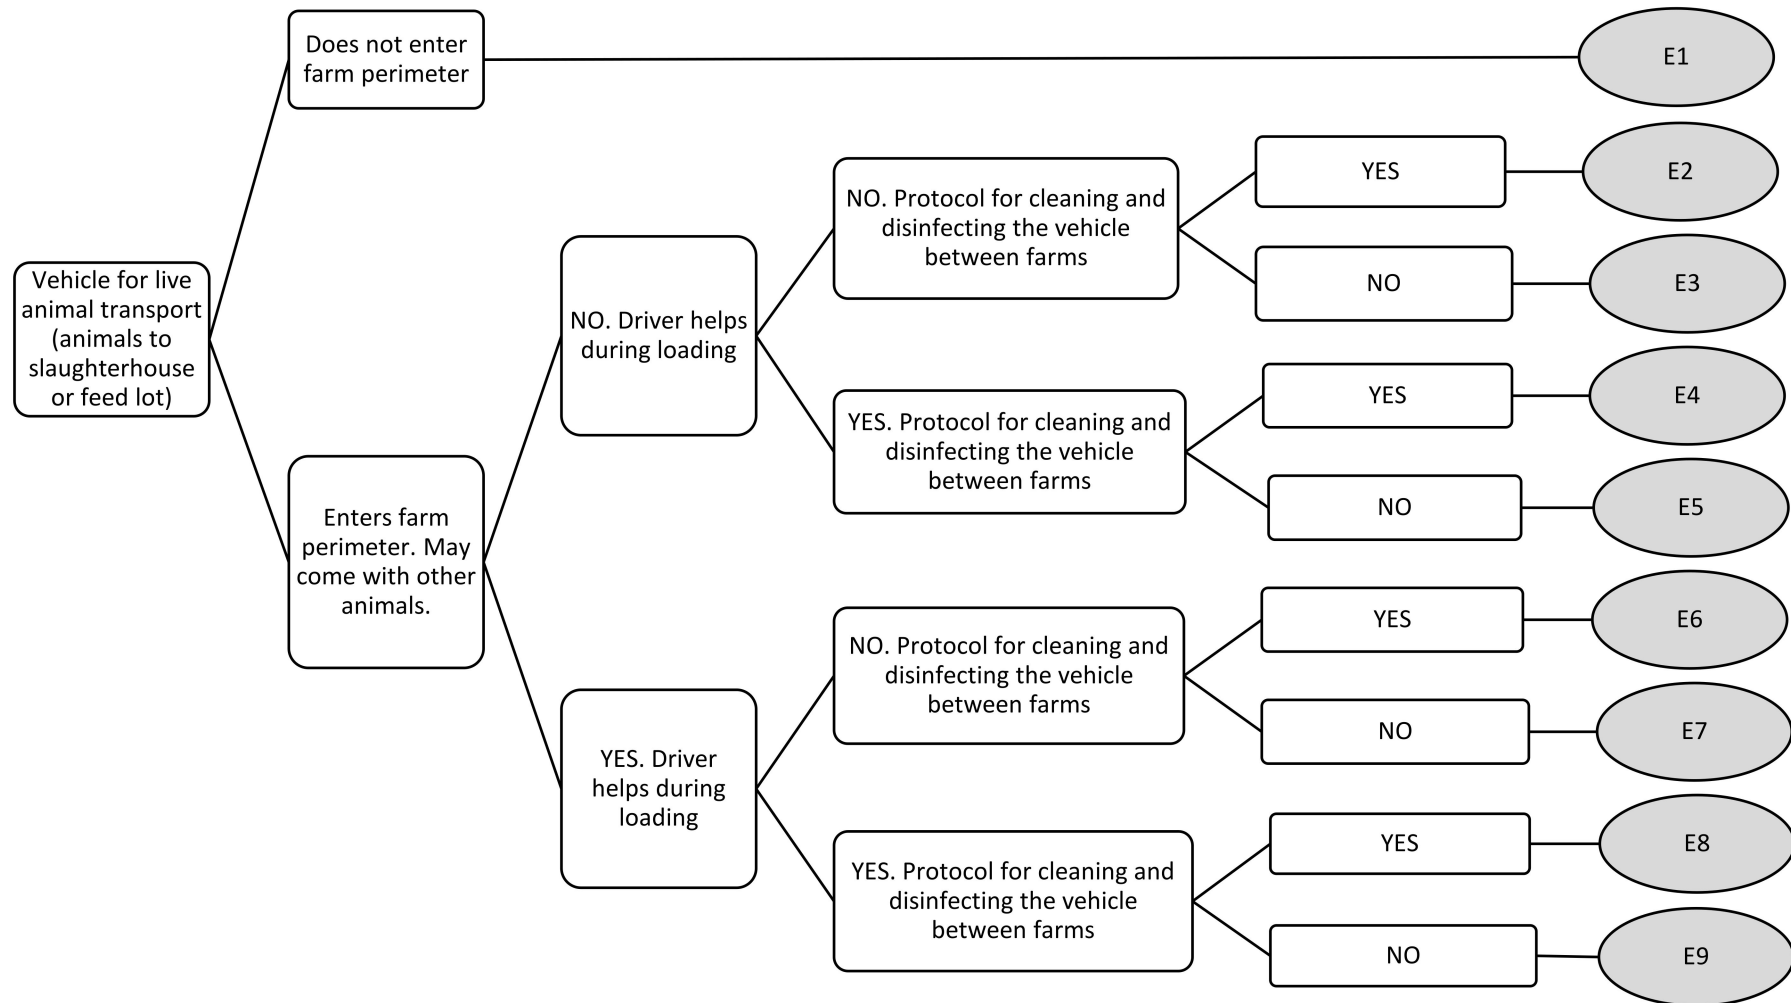 Does not enter
farm perimeter
E1
YES
E2
NO. Protocol for cleaning and
disinfecting the vehicle
between farms
NO
E3
Vehicle for live
animal transport
(animals to
slaughterhouse
or feed lot)
NO. Driver helps
during loading
YES
E4
YES. Protocol for cleaning and
disinfecting the vehicle
between farms
NO
E5
Enters farm
perimeter. May
come with other
animals.
YES
E6
NO. Protocol for cleaning and
disinfecting the vehicle
between farms
NO
E7
YES. Driver
helps during
loading
YES
E8
YES. Protocol for cleaning and
disinfecting the vehicle
between farms
NO
E9